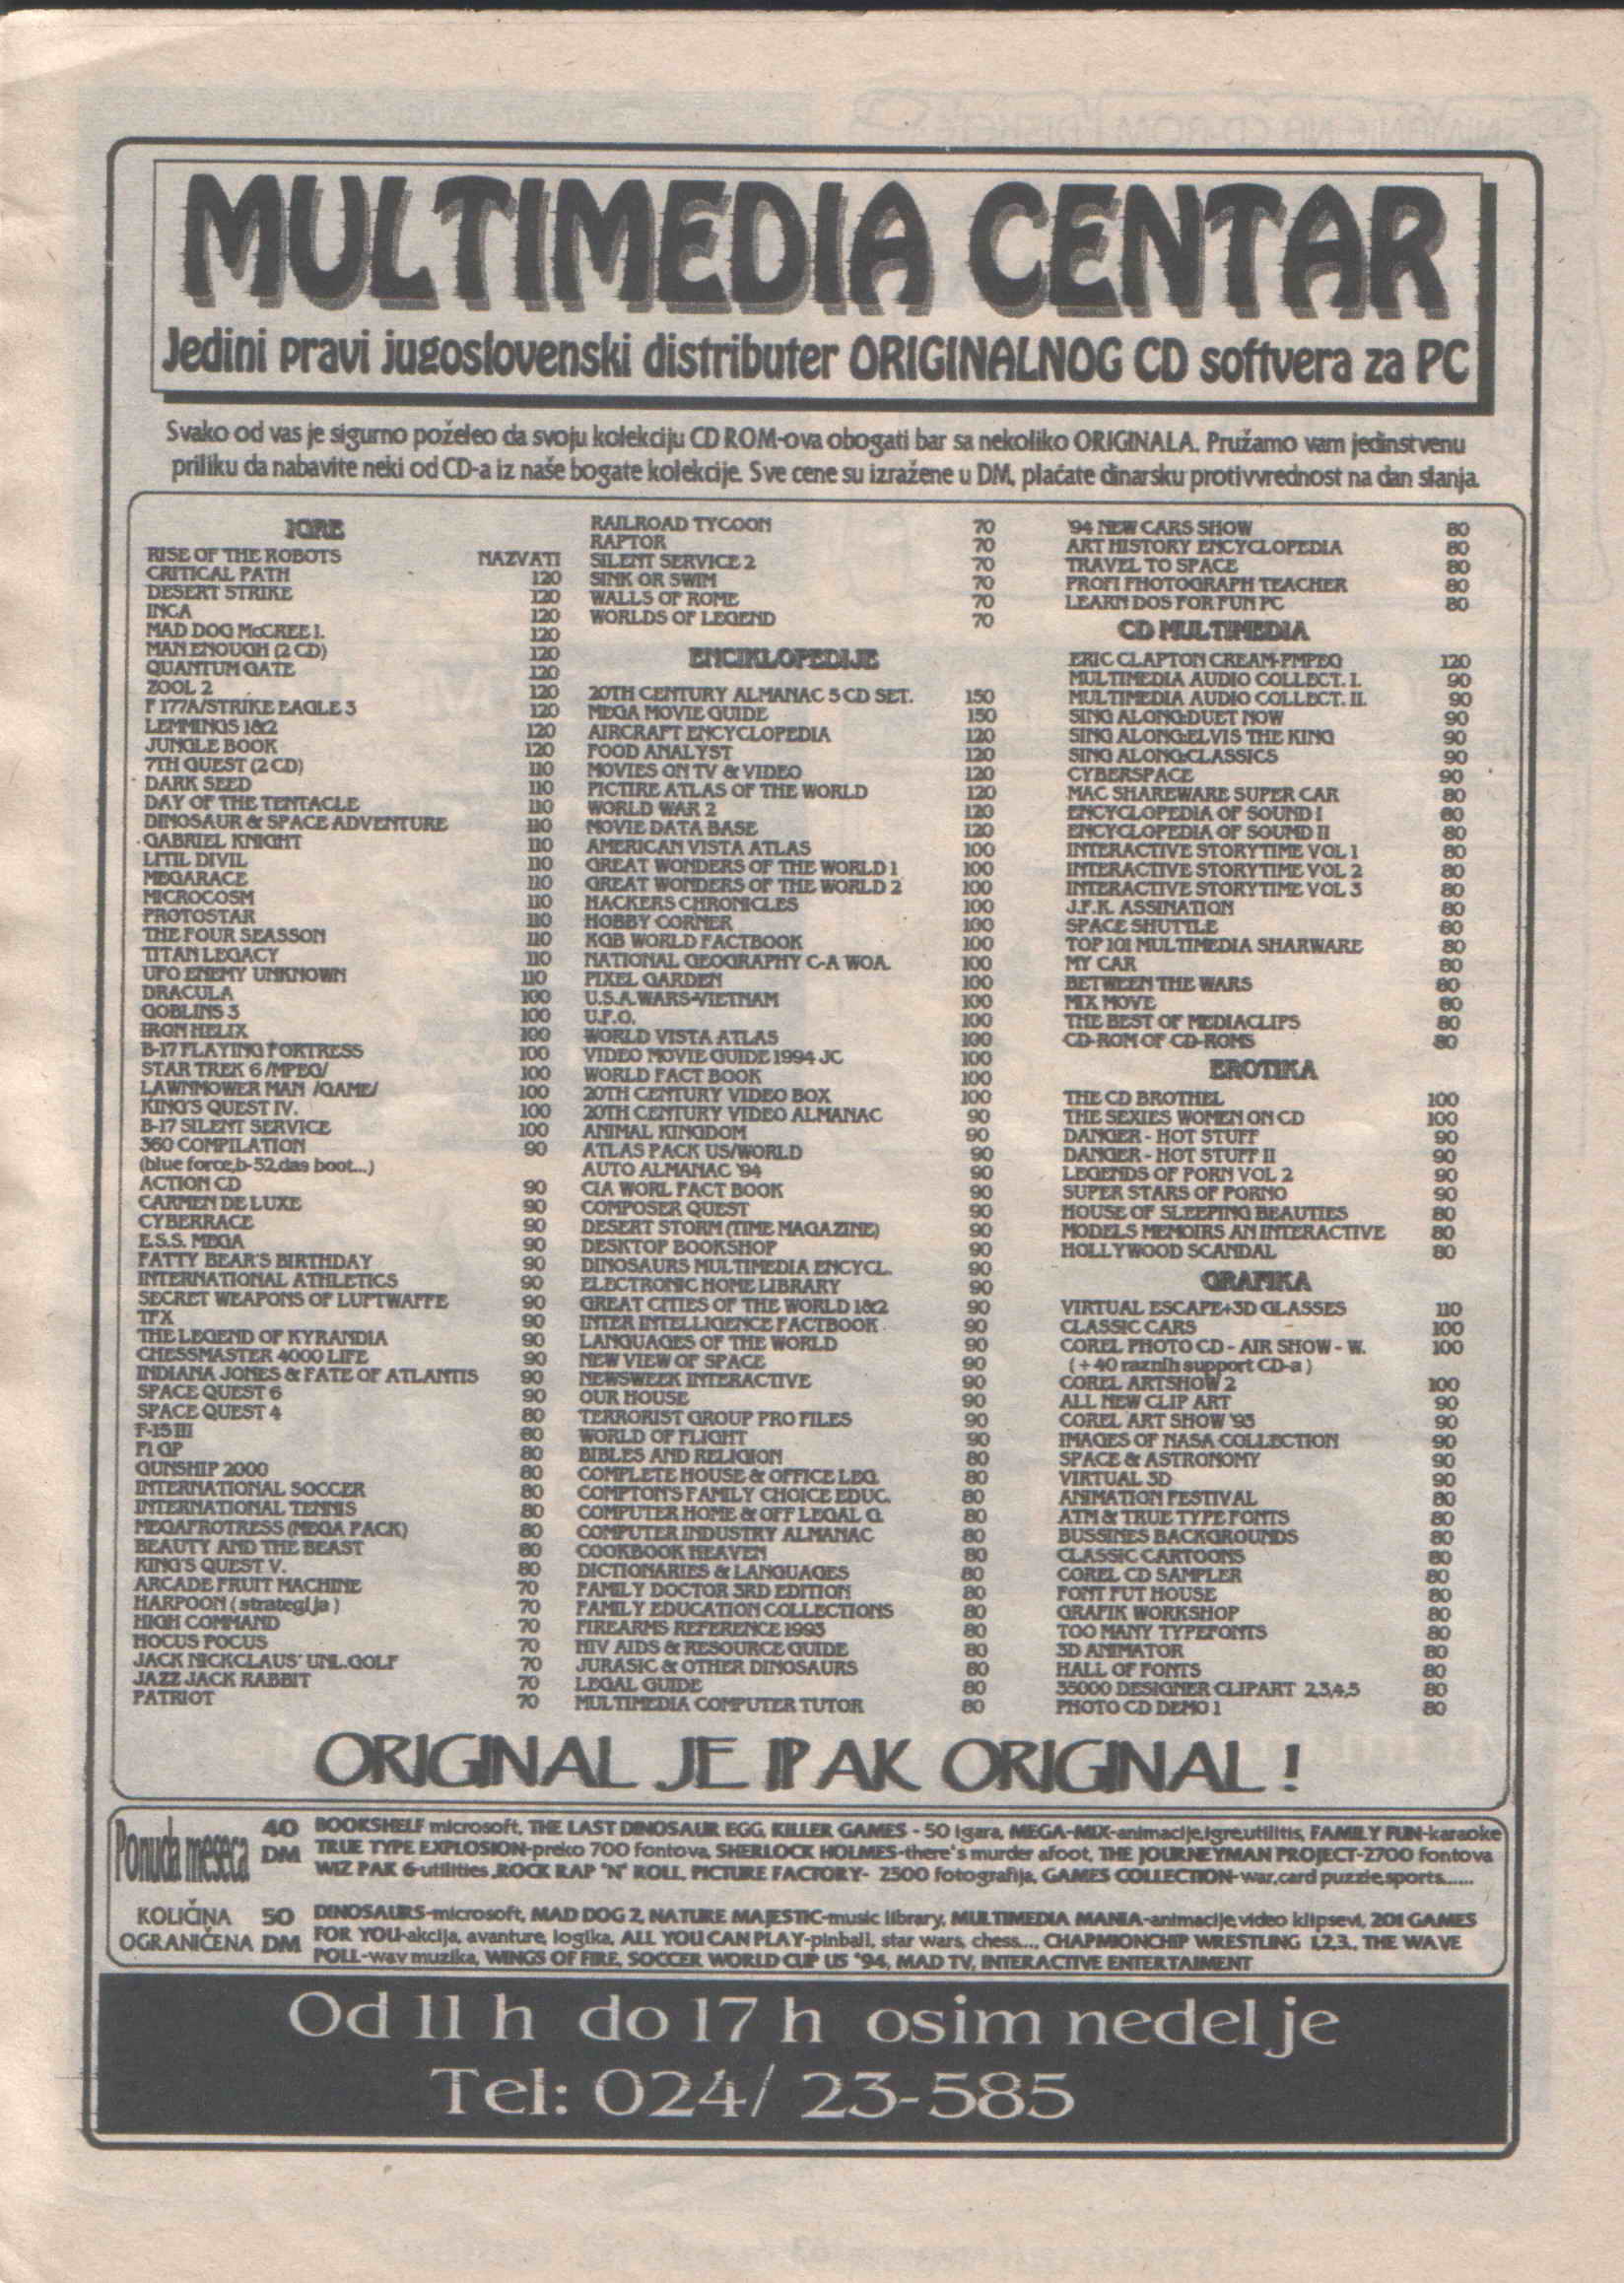 MULTIMEDIA CENTAR
Jedini pravi jugoslovenski distributer ORIGINALNOG CD softvera za PC
Svako od vas je sigurno poželeo da svoju kolekciju CD ROM-ova obogati bar sa nekoliko ORIGINALA. Pružamo vam jedinstvenu
priliku da nabavite neki od CD-a iz naše bogate kolekcije. Sve cene su izražene u DM, plaćate dinarsku protivvrednost na dan slanja.
IGRE
RISE OF THE ROBOTS NAZVATI
CRITICAL PATH 120
DESERT STRIKE 120
INCA 120
MAD DOG McCREE I. 120
MAN ENOUGH (2 CD) 120
QUANTUM GATE 120
ZOOL 2 120
F 177A/STRIKE EAGLE 3 120
LEMMINGS 1&2 120
JUNGLE BOOK 120
7TH GUEST (2 CD) 110
DARK SEED 110
DAY OF THE TENTACLE 110
DINOSAUR & SPACE ADVENTURE 110
GABRIEL KNIGHT 110
LITIL DIVIL 110
MEGARACE 110
MICROCOSM 110
PROTOSTAR 110
THE FOUR SEASSON 110
TITAN LEGACY 110
UFO ENEMY UNKNOWN 110
DRACULA 100
GOBLINS 3 100
IRON HELIX 100
B-17 FLAYING FORTRESS 100
STAR TREK 6 /MPEG/ 100
LAWNMOWER MAN /GAME/ 100
KING'S QUEST IV. 100
B-17 SILENT SERVICE 100
360 COMPILATION 90
(blue force,b-52,das boot...)
ACTION CD 90
CARMEN DE LUXE 90
CYBERRACE 90
E.S.S. MEGA 90
FATTY BEAR'S BIRTHDAY 90
INTERNATIONAL ATHLETICS 90
SECRET WEAPONS OF LUFTWAFFE 90
TFX 90
THE LEGEND OF KYRANDIA 90
CHESSMASTER 4000 LIFE 90
INDIANA JONES & FATE OF ATLANTIS 90
SPACE QUEST 6 90
SPACE QUEST 4 80
F-15 III 80
F1 GP 80
GUNSHIP 2000 80
INTERNATIONAL SOCCER 80
INTERNATIONAL TENNIS 80
MEGAFROTRESS (MEGA PACK) 80
BEAUTY AND THE BEAST 80
KING'S QUEST V. 80
ARCADE FRUIT MACHINE 70
HARPOON ( strategija ) 70
HIGH COMMAND 70
HOCUS POCUS 70
JACK NICKCLAUS' UNL.GOLF 70
JAZZ JACK RABBIT 70
PATRIOT 70
RAILROAD TYCOON 70
RAPTOR 70
SILENT SERVICE 2 70
SINK OR SWIM 70
WALLS OF ROME 70
WORLDS OF LEGEND 70
ENCIKLOPEDIJE
20TH CENTURY ALMANAC 5 CD SET. 150
MEGA MOVIE GUIDE 150
AIRCRAFT ENCYCLOPEDIA 120
FOOD ANALYST 120
MOVIES ON TV & VIDEO 120
PICTIRE ATLAS OF THE WORLD 120
WORLD WAR 2 120
MOVIE DATA BASE 120
AMERICAN VISTA ATLAS 100
GREAT WONDERS OF THE WORLD 1 100
GREAT WONDERS OF THE WORLD 2 100
HACKERS CHRONICLES 100
HOBBY CORNER 100
KGB WORLD FACTBOOK 100
NATIONAL GEOGRAPHY C-A WOA. 100
PIXEL GARDEN 100
U.S.A.WARS-VIETNAM 100
U.F.O. 100
WORLD VISTA ATLAS 100
VIDEO MOVIE GUIDE 1994 JC 100
WORLD FACT BOOK 100
20TH CENTURY VIDEO BOX 100
20TH CENTURY VIDEO ALMANAC 90
ANIMAL KINGDOM 90
ATLAS PACK US/WORLD 90
AUTO ALMANAC '94 90
CIA WORL FACT BOOK 90
COMPOSER QUEST 90
DESERT STORM (TIME MAGAZINE) 90
DESKTOP BOOKSHOP 90
DINOSAURS MULTIMEDIA ENCYCL. 90
ELECTRONIC HOME LIBRARY 90
GREAT CITIES OF THE WORLD 1&2 90
INTER INTELLIGENCE FACTBOOK 90
LANGUAGES OF THE WORLD 90
NEW VIEW OF SPACE 90
NEWSWEEK INTERACTIVE 90
OUR HOUSE 90
TERRORIST GROUP PRO FILES 90
WORLD OF FLIGHT 90
BIBLES AND RELIGION 80
COMPLETE HOUSE & OFFICE LEG. 80
COMPTON'S FAMILY CHOICE EDUC. 80
COMPUTER HOME & OFF LEGAL G. 80
COMPUTER INDUSTRY ALMANAC 80
COOKBOOK HEAVEN 80
DICTIONARIES & LANGUAGES 80
FAMILY DOCTOR 3RD EDITION 80
FAMILY EDUCATION COLLECTIONS 80
FIREARMS REFERENCE 1993 80
HIV AIDS & RESOURCE GUIDE 80
JURASIC & OTHER DINOSAURS 80
LEGAL GUIDE 80
MULTIMEDIA COMPUTER TUTOR 80
'94 NEW CARS SHOW 80
ART HISTORY ENCYCLOPEDIA 80
TRAVEL TO SPACE 80
PROFI PHOTOGRAPH TEACHER 80
LEARN DOS FOR FUN PC 80
CD MULTIMEDIA
ERIC CLAPTON CREAM-FMPEG 120
MULTIMEDIA AUDIO COLLECT. I. 90
MULTIMEDIA AUDIO COLLECT. II. 90
SING ALONG:DUET NOW 90
SING ALONG:ELVIS THE KING 90
SING ALONG:CLASSICS 90
CYBERSPACE 90
MAC SHAREWARE SUPER CAR 80
ENCYCLOPEDIA OF SOUND I 80
ENCYCLOPEDIA OF SOUND II 80
INTERACTIVE STORYTIME VOL 1 80
INTERACTIVE STORYTIME VOL 2 80
INTERACTIVE STORYTIME VOL 3 80
J.F.K. ASSINATION 80
SPACE SHUTTLE 80
TOP 101 MULTIMEDIA SHARWARE 80
MY CAR 80
BETWEEN THE WARS 80
MIX MOVE 80
THE BEST OF MEDIACLIPS 80
CD-ROM OF CD-ROMS 80
EROTIKA
THE CD BROTHEL 100
THE SEXIES WOMEN ON CD 100
DANGER - HOT STUFF 90
DANGER - HOT STUFF II 90
LEGENDS OF PORN VOL 2 90
SUPER STARS OF PORNO 90
HOUSE OF SLEEPING BEAUTIES 80
MODELS MEMOIRS AN INTERACTIVE 80
HOLLYWOOD SCANDAL 80
GRAFIKA
VIRTUAL ESCAPE+3D GLASSES 110
CLASSIC CARS 100
COREL PHOTO CD - AIR SHOW - W. 100
( + 40 raznih support CD-a )
COREL ARTSHOW 2 100
ALL NEW CLIP ART 90
COREL ART SHOW '93 90
IMAGES OF NASA COLLECTION 90
SPACE & ASTRONOMY 90
VIRTUAL 3D 90
ANIMATION FESTIVAL 80
ATM & TRUE TYPE FONTS 80
BUSSINES BACKGROUNDS 80
CLASSIC CARTOONS 80
COREL CD SAMPLER 80
FONT FUT HOUSE 80
GRAFIK WORKSHOP 80
TOO MANY TYPEFONTS 80
3D ANIMATOR 80
HALL OF FONTS 80
35000 DESIGNER CLIPART 2,3,4,5 80
PHOTO CD DEMO 1 80
ORIGINAL JE IPAK ORIGINAL !
Ponuda meseca
40 DM
BOOKSHELF microsoft, THE LAST DINOSAUR EGG, KILLER GAMES - 50 igara, MEGA-MIX-animacije,igre,utilitis, FAMILY FUN-karaoke
TRUE TYPE EXPLOSION-preko 700 fontova, SHERLOCK HOLMES-there's murder afoot, THE JOURNEYMAN PROJECT-2700 fontova
WIZ PAK 6-utilities ,ROCK RAP 'N' ROLL, PICTURE FACTORY- 2500 fotografija, GAMES COLLECTION-war,card puzzle,sports......
KOLIČINA OGRANIČENA
50 DM
DINOSAURS-microsoft, MAD DOG 2, NATURE MAJESTIC-music library, MULTIMEDIA MANIA-animacije,video klipsevi, 201 GAMES
FOR YOU-akcija, avanture, logika, ALL YOU CAN PLAY-pinball, star wars, chess..., CHAPMIONCHIP WRESTLING 1,2,3., THE WAVE
POLL-wav muzika, WINGS OF FIRE, SOCCER WORLD CUP US '94, MAD TV, INTERACTIVE ENTERTAIMENT
Od 11 h do 17 h osim nedelje
Tel: 024/ 23-585